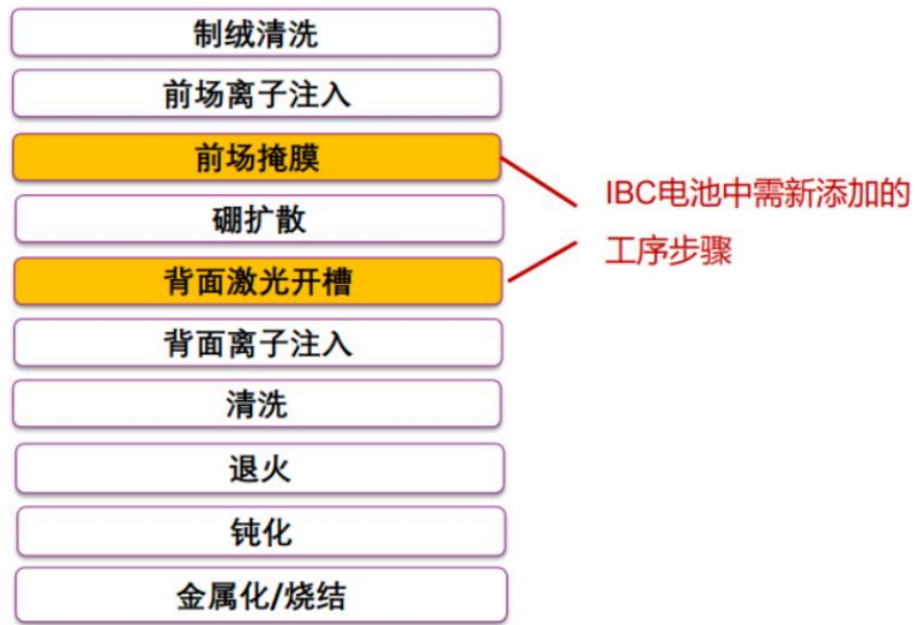 制绒清洗
前场离子注入
前场掩膜
硼扩散
背面激光开槽
背面离子注入
清洗
退火
钝化
金属化/烧结
IBC电池中需新添加的
工序步骤